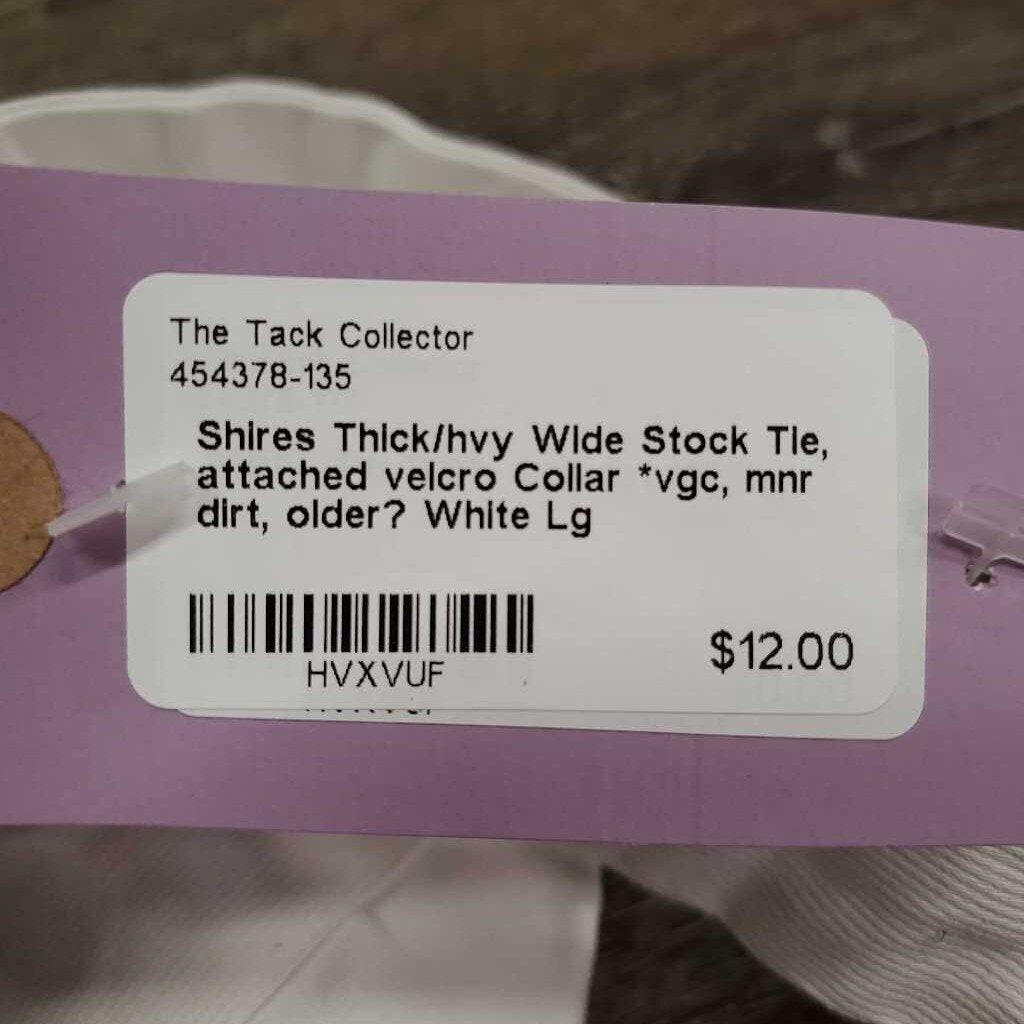 The Tack Collector
454378-135
Shires Thick/hvy Wide Stock Tie,
attached velcro Collar *vgc, mnr
dirt, older? White Lg
HVXVUF
$12.00